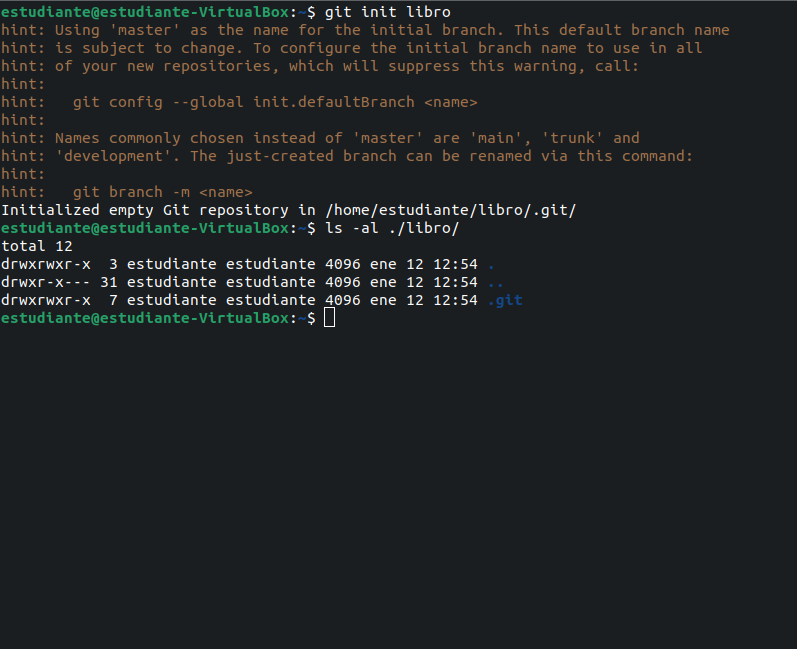 estudiante@estudiante-VirtualBox:~$ git init libro
hint: Using 'master' as the name for the initial branch. This default branch name
hint: is subject to change. To configure the initial branch name to use in all
hint: of your new repositories, which will suppress this warning, call:
hint:
hint:   git config --global init.defaultBranch <name>
hint:
hint: Names commonly chosen instead of 'master' are 'main', 'trunk' and
hint: 'development'. The just-created branch can be renamed via this command:
hint:
hint:   git branch -m <name>
Initialized empty Git repository in /home/estudiante/libro/.git/
estudiante@estudiante-VirtualBox:~$ ls -al ./libro/
total 12
drwxrwxr-x  3 estudiante estudiante 4096 ene 12 12:54 .
drwxr-x--- 31 estudiante estudiante 4096 ene 12 12:54 ..
drwxrwxr-x  7 estudiante estudiante 4096 ene 12 12:54 .git
estudiante@estudiante-VirtualBox:~$